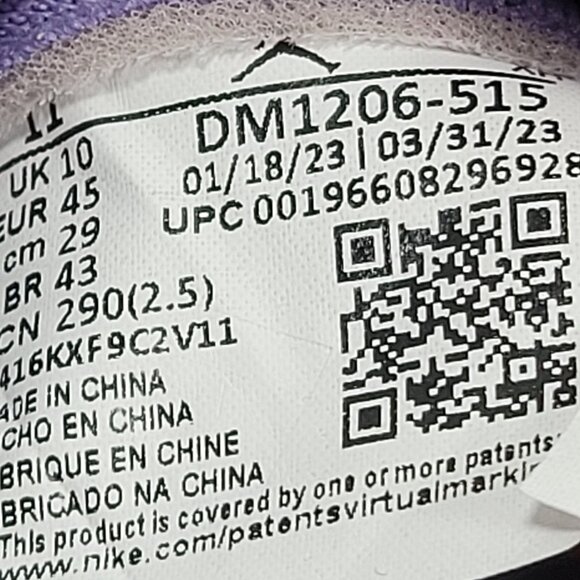 11
UK 10
EUR 45
cm 29
BR 43
CN 290(2.5)
416KXF9C2V11
ADE IN CHINA
CHO EN CHINA
BRIQUE EN CHINE
BRICADO NA CHINA
This product is covered by one or more patents
www.nike.com/patentsvirtualmarki
DM1206-515
01/18/23 | 03/31/23
UPC 00196608296928